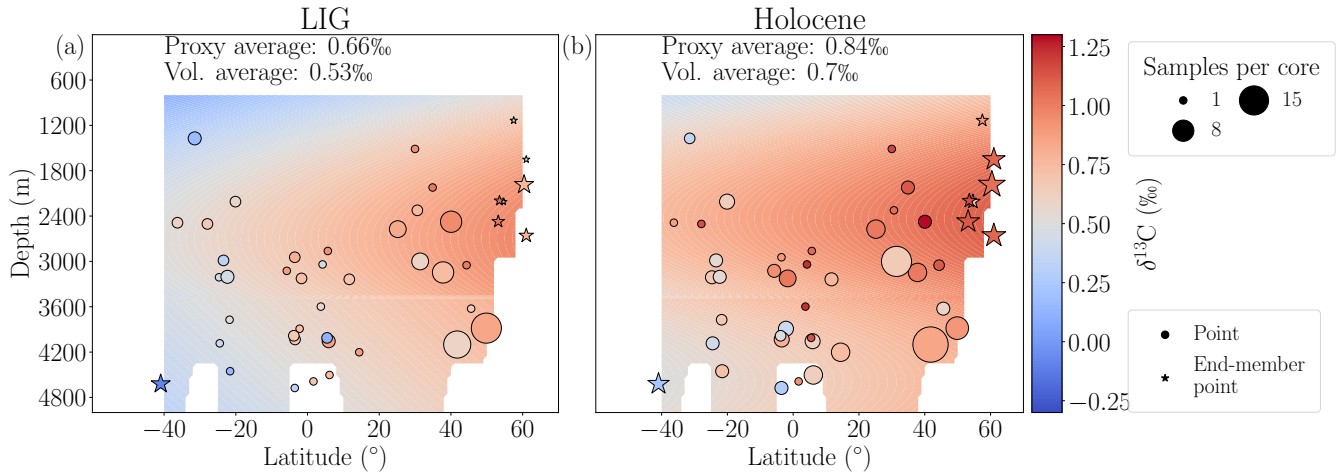 LIG
Holocene
(a)
Proxy average: 0.66‰
Vol. average: 0.53‰
(b)
Proxy average: 0.84‰
Vol. average: 0.7‰
600
1200
1800
2400
3000
3600
4200
4800
Depth (m)
−40
−20
0
20
40
60
Latitude (°)
−40
−20
0
20
40
60
Latitude (°)
1.25
1.00
0.75
0.50
0.25
0.00
−0.25
δ¹³C (‰)
Samples per core
1
15
8
Point
End-member
point